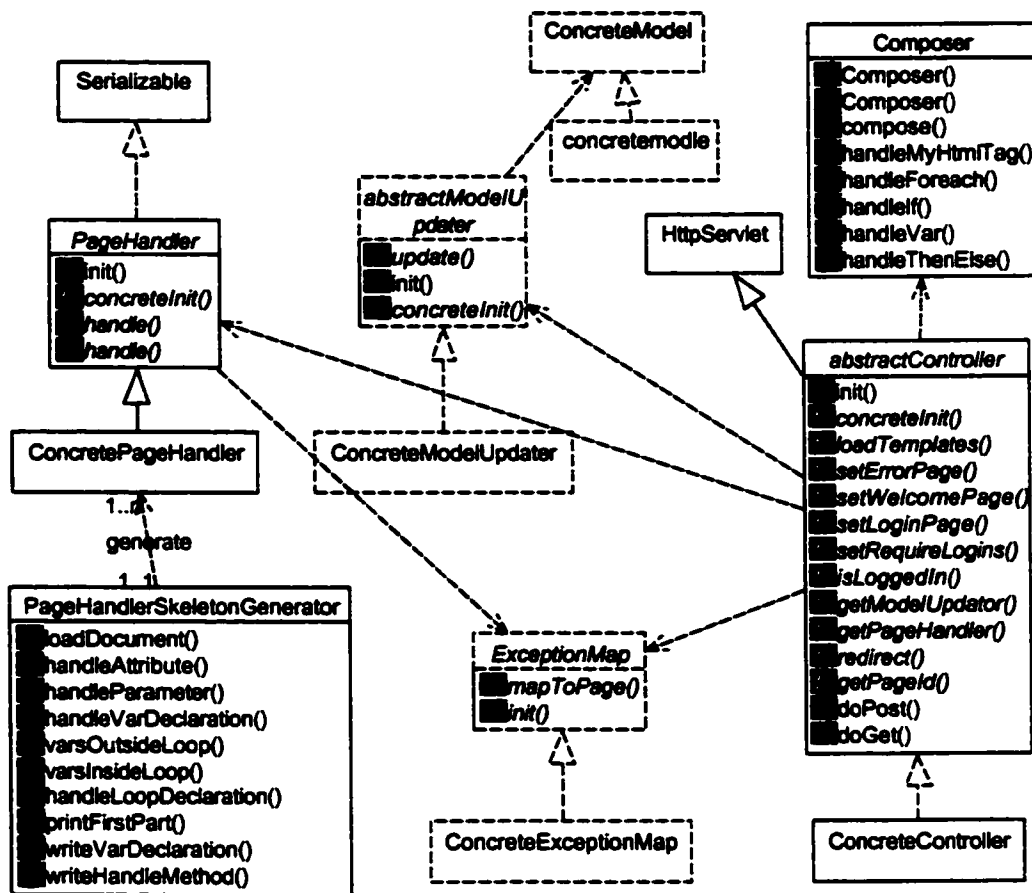 ConcreteModel
concretemodle
Serializable
Composer
Composer()
Composer()
compose()
handleMyHtmlTag()
handleForeach()
handleIf()
handleVar()
handleThenElse()
abstractModelU
pdater
update()
init()
concreteInit()
HttpServlet
PageHandler
init()
concreteInit()
handle()
handle()
abstractController
init()
concreteInit()
loadTemplates()
setErrorPage()
setWelcomePage()
setLoginPage()
setRequireLogins()
isLoggedIn()
getModelUpdator()
getPageHandler()
redirect()
getPageId()
doPost()
doGet()
ConcretePageHandler
ConcreteModelUpdater
1..n
generate
1..1
PageHandlerSkeletonGenerator
loadDocument()
handleAttribute()
handleParameter()
handleVarDeclaration()
varsOutsideLoop()
varsInsideLoop()
handleLoopDeclaration()
printFirstPart()
writeVarDeclaration()
writeHandleMethod()
ExceptionMap
mapToPage()
init()
ConcreteExceptionMap
ConcreteController